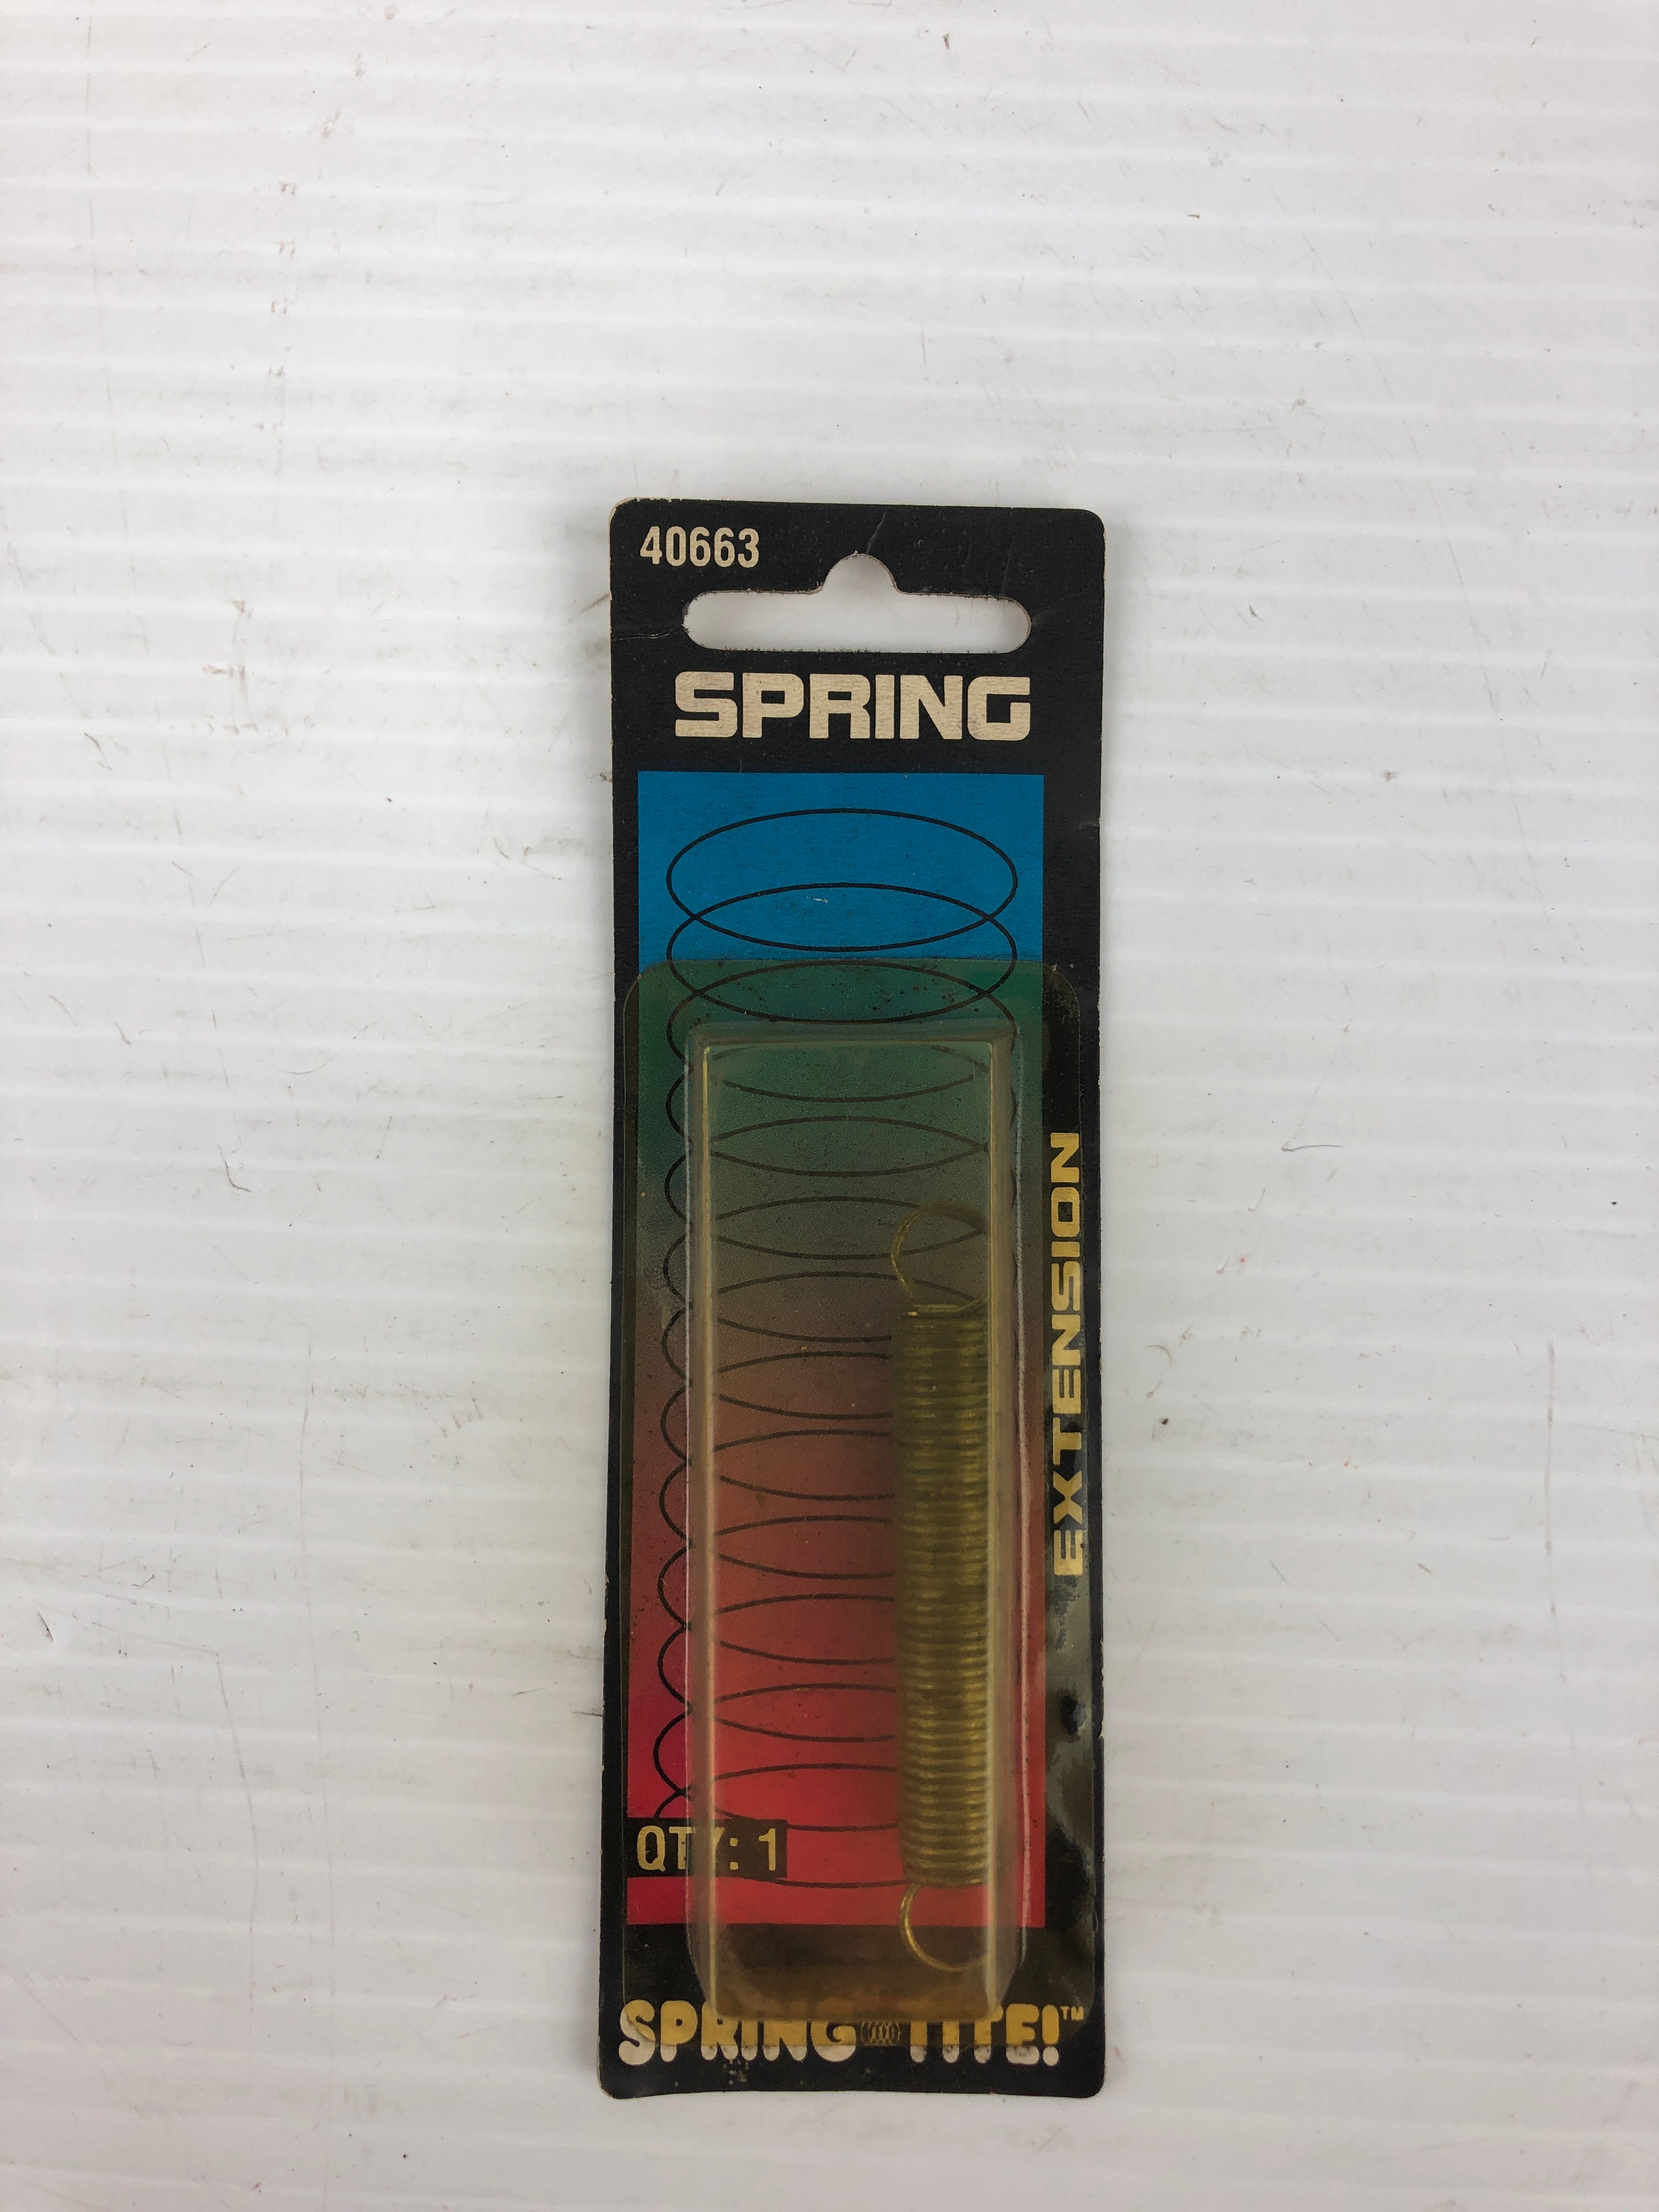 40663
SPRING
EXTENSION
QTY: 1
SPRING TITE!™